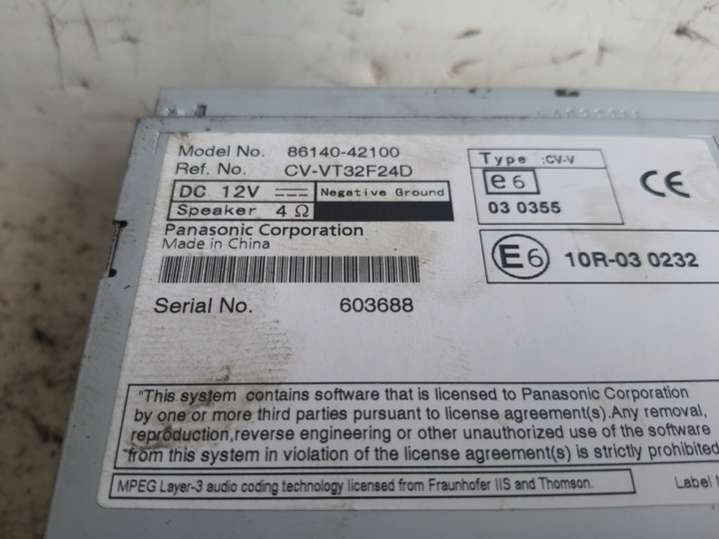 Model No. 86140-42100
Ref. No. CV-VT32F24D
DC 12V Negative Ground
Speaker 4 Ω
Panasonic Corporation
Made in China
Serial No. 603688
Type :CV-V
e6
03 0355
CE
E6 10R-03 0232
"This system contains software that is licensed to Panasonic Corporation
by one or more third parties pursuant to license agreement(s). Any removal,
reproduction,reverse engineering or other unauthorized use of the software
from this system in violation of the license agreement(s) is strictly prohibited
MPEG Layer-3 audio coding technology licensed from Fraunhofer IIS and Thomson.
Label